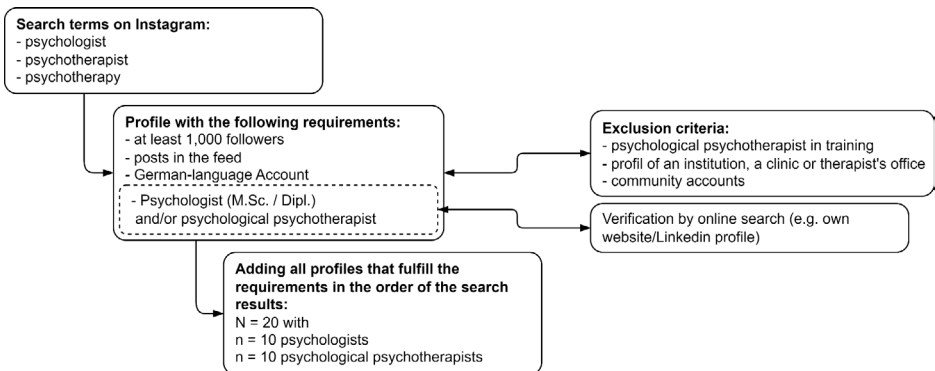 Search terms on Instagram:
- psychologist
- psychotherapist
- psychotherapy
Profile with the following requirements:
- at least 1,000 followers
- posts in the feed
- German-language Account
- Psychologist (M.Sc. / Dipl.)
and/or psychological psychotherapist
Exclusion criteria:
- psychological psychotherapist in training
- profil of an institution, a clinic or therapist's office
- community accounts
Verification by online search (e.g. own
website/Linkedin profile)
Adding all profiles that fulfill the
requirements in the order of the search
results:
N = 20 with
n = 10 psychologists
n = 10 psychological psychotherapists